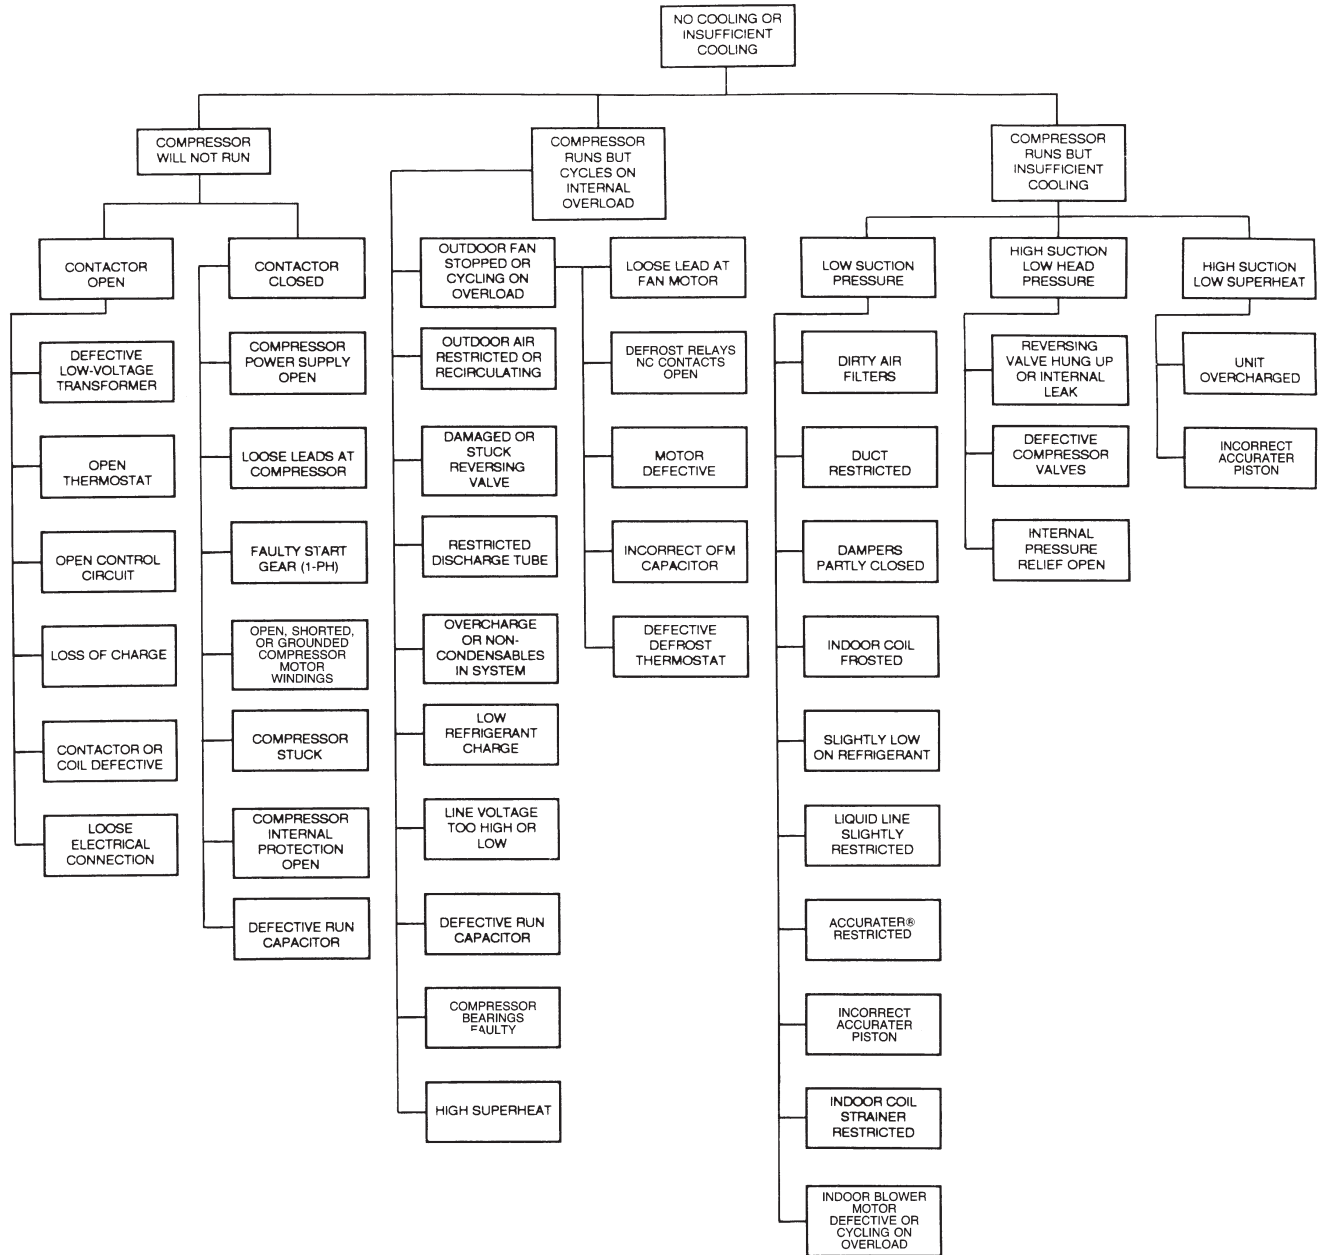 NO COOLING OR
INSUFFICIENT
COOLING
COMPRESSOR
WILL NOT RUN
COMPRESSOR
RUNS BUT
CYCLES ON
INTERNAL
OVERLOAD
COMPRESSOR
RUNS BUT
INSUFFICIENT
COOLING
CONTACTOR
OPEN
DEFECTIVE
LOW-VOLTAGE
TRANSFORMER
OPEN
THERMOSTAT
OPEN CONTROL
CIRCUIT
LOSS OF CHARGE
CONTACTOR OR
COIL DEFECTIVE
LOOSE
ELECTRICAL
CONNECTION
CONTACTOR
CLOSED
COMPRESSOR
POWER SUPPLY
OPEN
LOOSE LEADS AT
COMPRESSOR
FAULTY START
GEAR (1-PH)
OPEN, SHORTED,
OR GROUNDED
COMPRESSOR
MOTOR
WINDINGS
COMPRESSOR
STUCK
COMPRESSOR
INTERNAL
PROTECTION
OPEN
DEFECTIVE RUN
CAPACITOR
OUTDOOR FAN
STOPPED OR
CYCLING ON
OVERLOAD
OUTDOOR AIR
RESTRICTED OR
RECIRCULATING
DAMAGED OR
STUCK
REVERSING
VALVE
RESTRICTED
DISCHARGE TUBE
OVERCHARGE
OR NON-
CONDENSABLES
IN SYSTEM
LOW
REFRIGERANT
CHARGE
LINE VOLTAGE
TOO HIGH OR
LOW
DEFECTIVE RUN
CAPACITOR
COMPRESSOR
BEARINGS
FAULTY
HIGH SUPERHEAT
LOOSE LEAD AT
FAN MOTOR
DEFROST RELAYS
NC CONTACTS
OPEN
MOTOR
DEFECTIVE
INCORRECT OFM
CAPACITOR
DEFECTIVE
DEFROST
THERMOSTAT
LOW SUCTION
PRESSURE
DIRTY AIR
FILTERS
DUCT
RESTRICTED
DAMPERS
PARTLY CLOSED
INDOOR COIL
FROSTED
SLIGHTLY LOW
ON REFRIGERANT
LIQUID LINE
SLIGHTLY
RESTRICTED
ACCURATER®
RESTRICTED
INCORRECT
ACCURATER
PISTON
INDOOR COIL
STRAINER
RESTRICTED
INDOOR BLOWER
MOTOR
DEFECTIVE OR
CYCLING ON
OVERLOAD
HIGH SUCTION
LOW HEAD
PRESSURE
REVERSING
VALVE HUNG UP
OR INTERNAL
LEAK
DEFECTIVE
COMPRESSOR
VALVES
INTERNAL
PRESSURE
RELIEF OPEN
HIGH SUCTION
LOW SUPERHEAT
UNIT
OVERCHARGED
INCORRECT
ACCURATER
PISTON